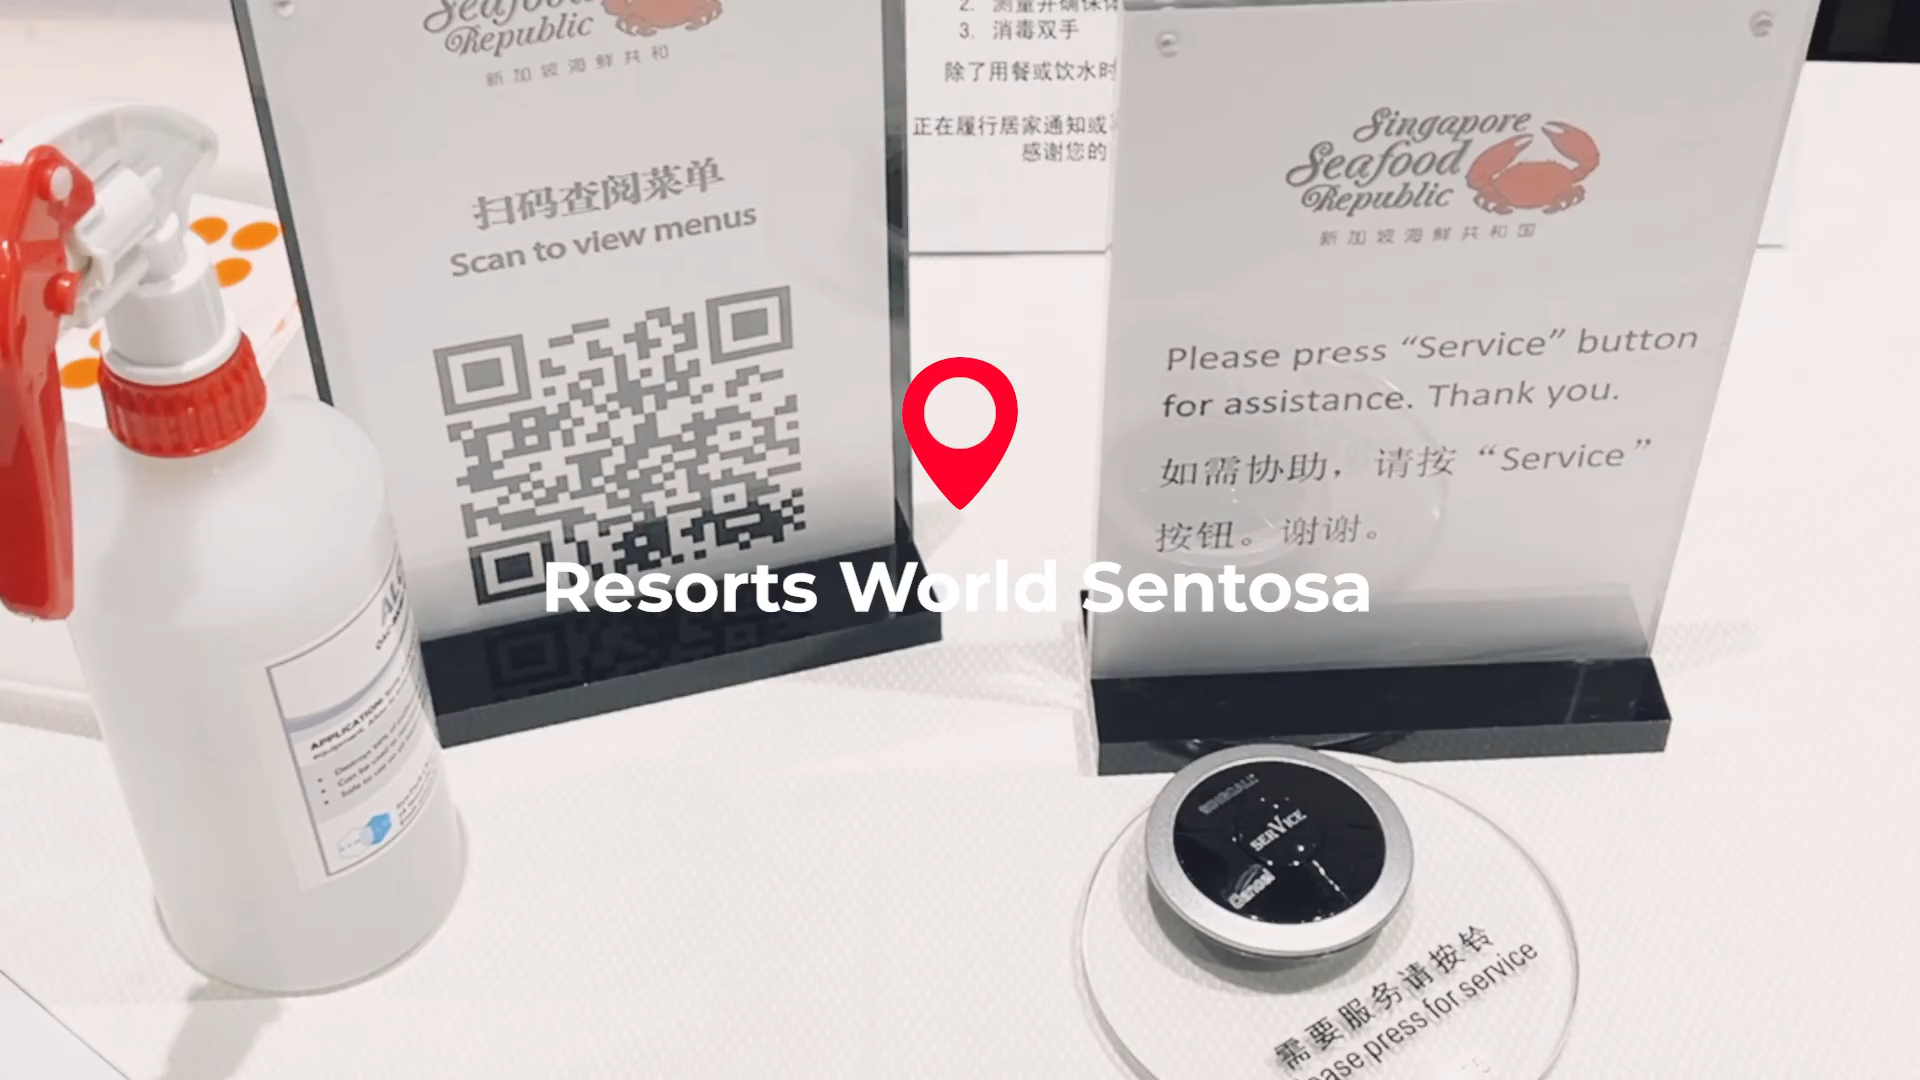 Seafood
Republic
新加坡海鲜共和
扫码查阅菜单
Scan to view menus
3. 消毒双手
除了用餐或饮水时
正在履行居家通知或
感谢您的
Singapore
Seafood
Republic
新加坡海鲜共和国
Please press “Service” button
for assistance. Thank you.
如需协助，请按 “Service”
按钮。谢谢。
Resorts World Sentosa
APPLICATION:
SERVICE
Cancel
需要服务请按铃
press for service